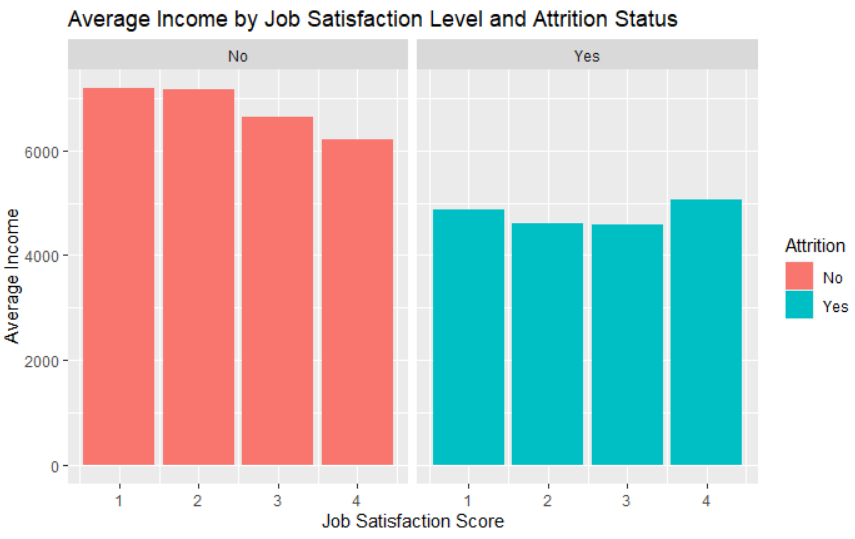 Average Income by Job Satisfaction Level and Attrition Status
No
Yes
Average Income
6000
4000
2000
0
1
2
3
4
1
2
3
4
Job Satisfaction Score
Attrition
No
Yes